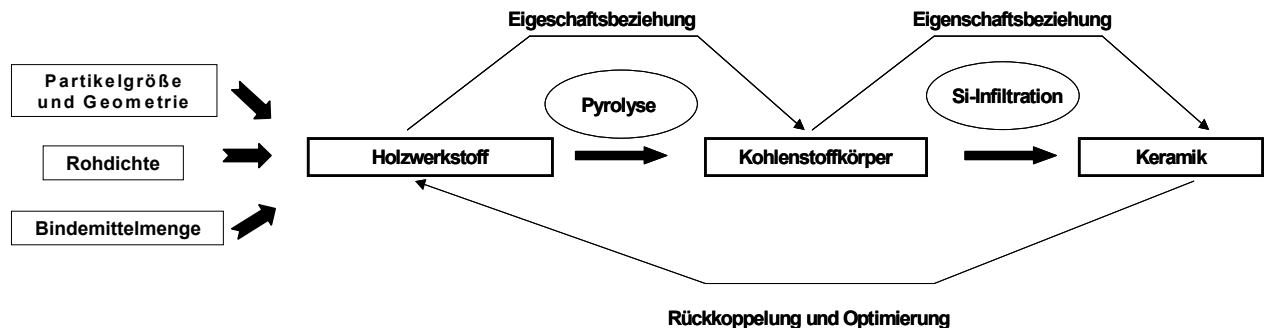 Eigeschaftsbeziehung
Eigenschaftsbeziehung
Partikelgröße
und Geometrie
Pyrolyse
Si-Infiltration
Rohdichte
Holzwerkstoff
Kohlenstoffkörper
Keramik
Bindemittelmenge
Rückkoppelung und Optimierung